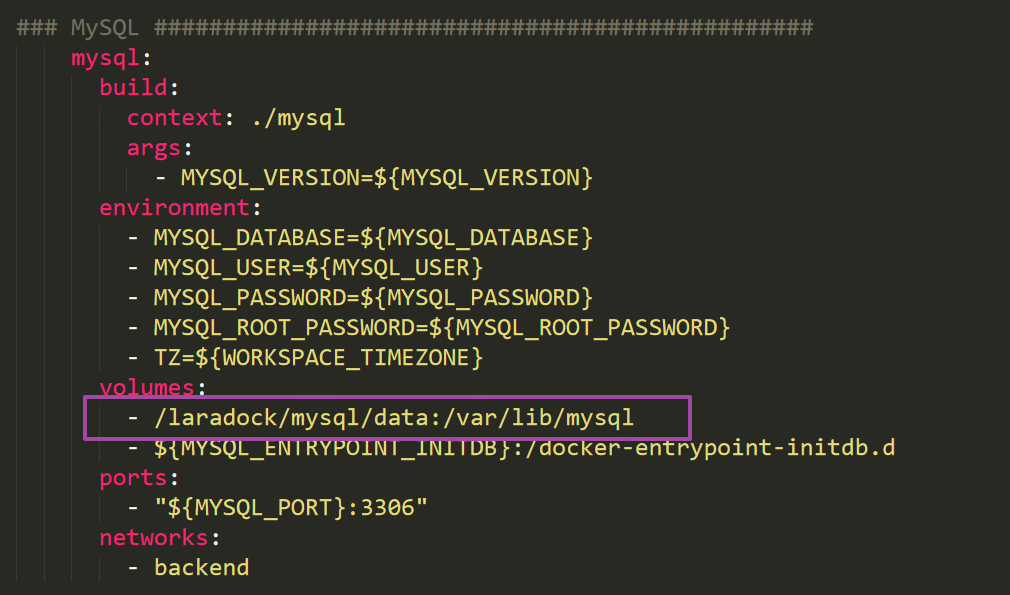 ### MySQL ################################################
mysql:
build:
context: ./mysql
args:
- MYSQL_VERSION=${MYSQL_VERSION}
environment:
- MYSQL_DATABASE=${MYSQL_DATABASE}
- MYSQL_USER=${MYSQL_USER}
- MYSQL_PASSWORD=${MYSQL_PASSWORD}
- MYSQL_ROOT_PASSWORD=${MYSQL_ROOT_PASSWORD}
- TZ=${WORKSPACE_TIMEZONE}
volumes:
- /laradock/mysql/data:/var/lib/mysql
- ${MYSQL_ENTRYPOINT_INITDB}:/docker-entrypoint-initdb.d
ports:
- "${MYSQL_PORT}:3306"
networks:
- backend